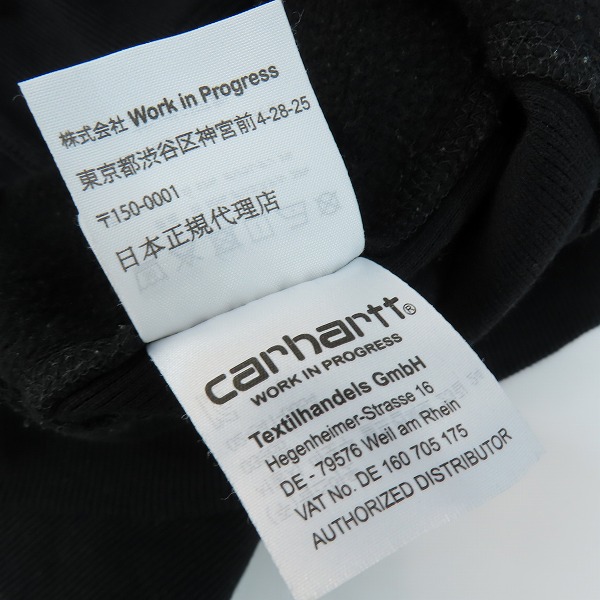 株式会社 Work in Progress
東京都渋谷区神宮前4-28-25
〒150-0001
日本正規代理店
carhartt®
WORK IN PROGRESS
Textilhandels GmbH
Hegenheimer-Strasse 16
DE - 79576 Weil am Rhein
VAT No. DE 160 705 175
AUTHORIZED DISTRIBUTOR